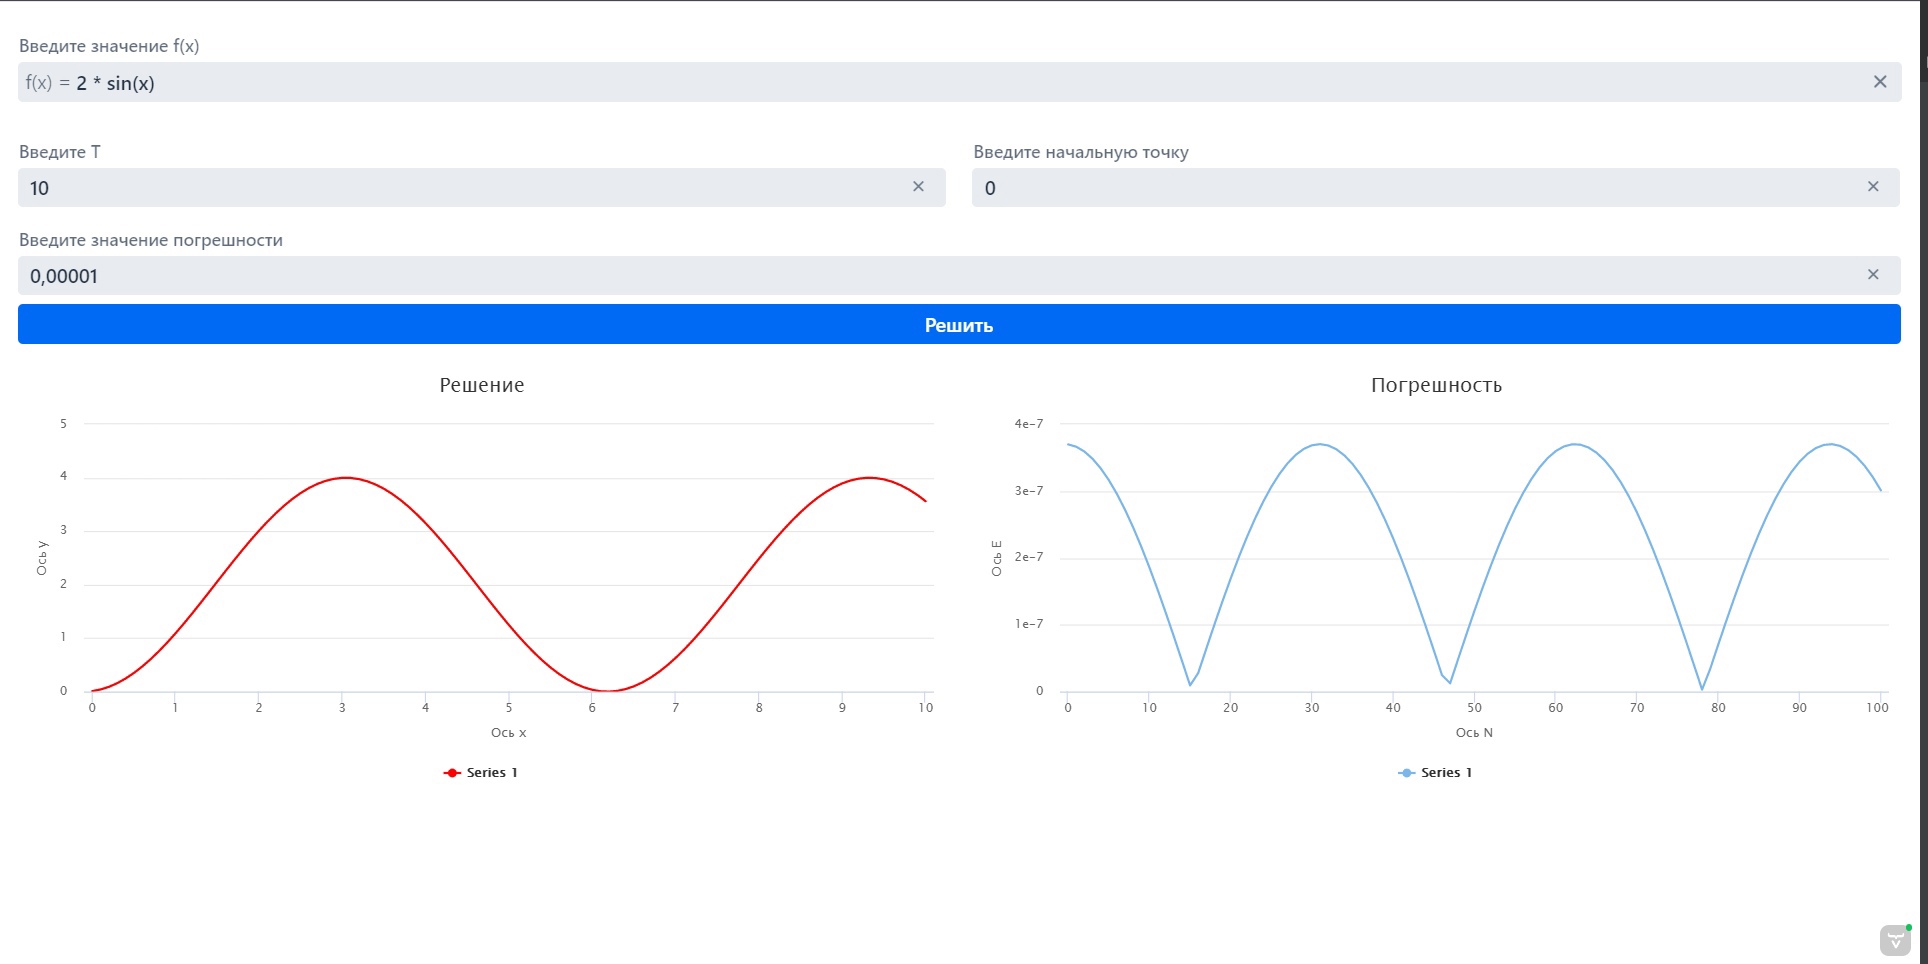 Введите значение f(x)
f(x) = 2 * sin(x)
Введите T
Введите начальную точку
10
0
Введите значение погрешности
0,00001
Решить
Решение
Погрешность
5
4
3
2
1
0
Ось y
0 1 2 3 4 5 6 7 8 9 10
Ось x
Series 1
4e-7
3e-7
2e-7
1e-7
0
Ось E
0 10 20 30 40 50 60 70 80 90 100
Ось N
Series 1